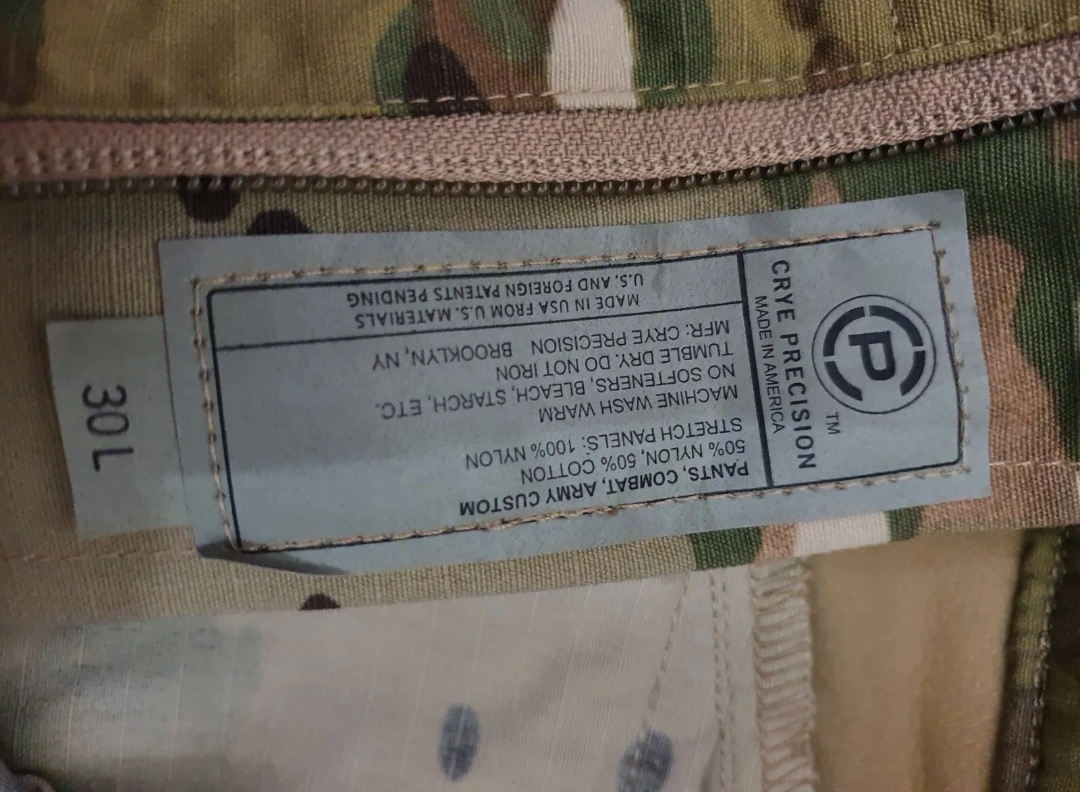 CP
TM
CRYE PRECISION
MADE IN AMERICA
PANTS, COMBAT, ARMY CUSTOM
50% NYLON, 50% COTTON
STRETCH PANELS: 100% NYLON
MACHINE WASH WARM
NO SOFTENERS, BLEACH, STARCH, ETC.
TUMBLE DRY. DO NOT IRON
MFR: CRYE PRECISION BROOKLYN, NY
MADE IN USA FROM U.S. MATERIALS
U.S. AND FOREIGN PATENTS PENDING
30L